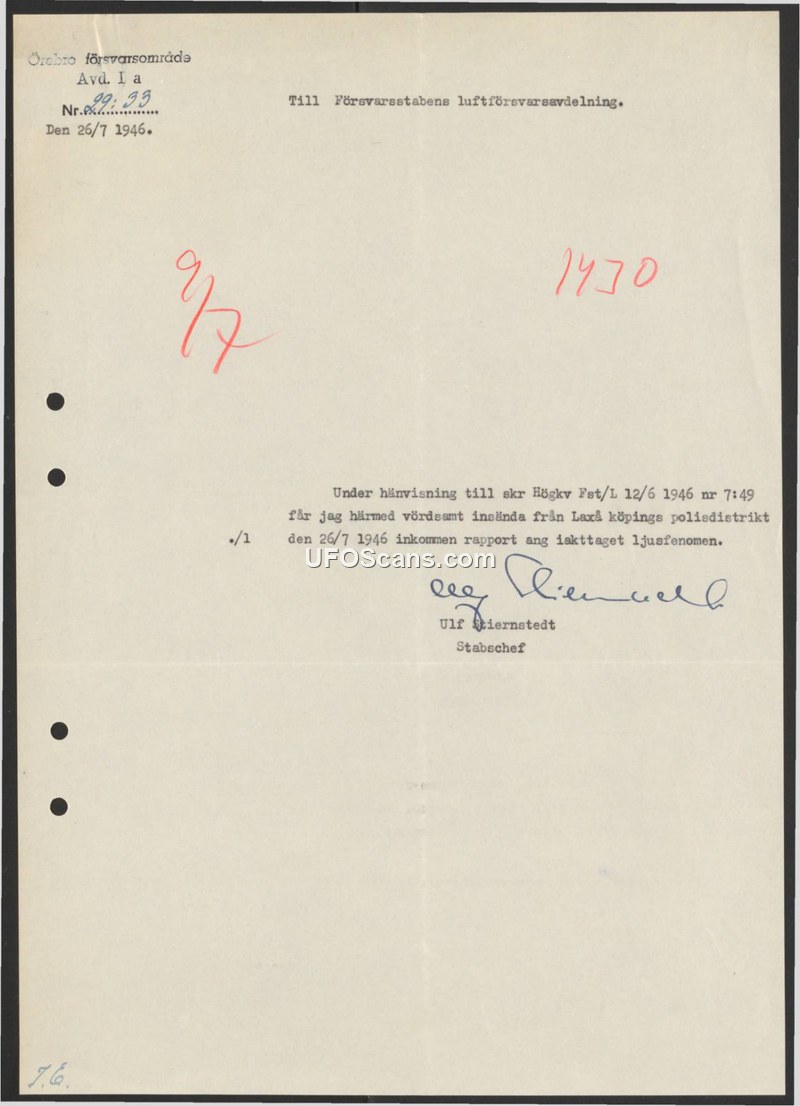 Örebro försvarsområde
Avd. I a
Nr. 29:33
Den 26/7 1946.
Till Försvarsstabens luftförsvarsavdelning.
9/7
1430
Under hänvisning till skr Högkv Fst/L 12/6 1946 nr 7:49
får jag härmed vördsamt insända från Laxå köpings polisdistrikt
./1 den 26/7 1946 inkommen rapport ang iakttaget ljusfenomen.
UFOScans.com
Ulf Stiernstedt
Ulf Stiernstedt
Stabschef
T.E.